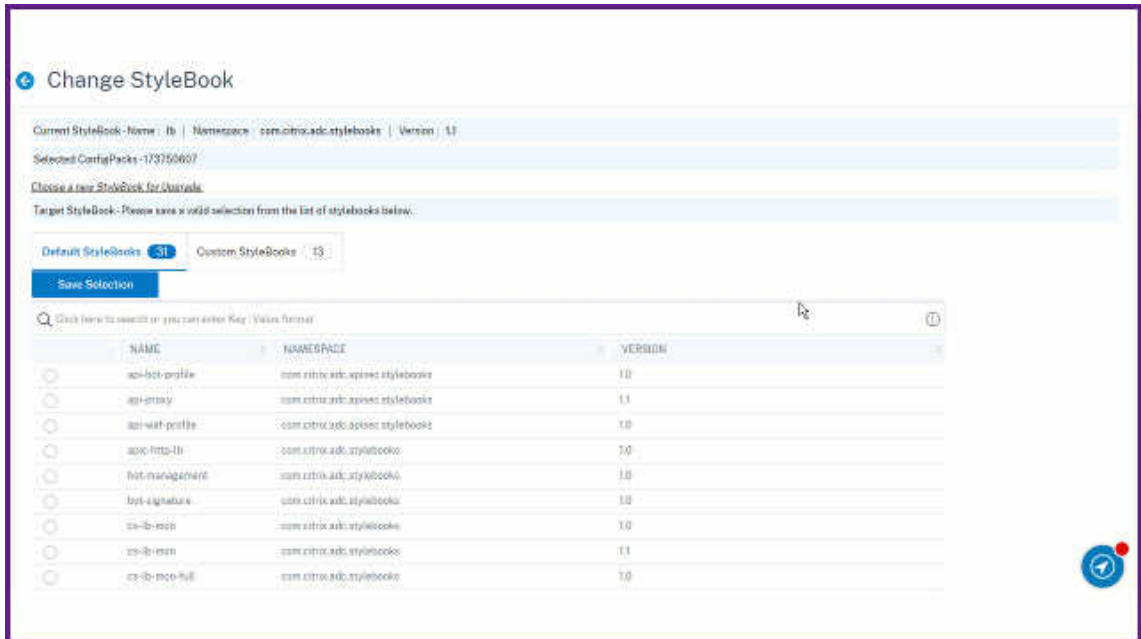 Change StyleBook
Current StyleBook - Name : lb | Namespace : com.citrix.adc.stylebooks | Version : 1.1
Selected ConfigPacks - 173750607
Choose a new StyleBook for Upgrade
Target StyleBook - Please save a valid selection from the list of stylebooks below.
Default StyleBooks 31 Custom StyleBooks 13
Save Selection
Click here to search or you can enter Key : Value format
NAME NAMESPACE VERSION
api-bot-profile com.citrix.adc.apisec.stylebooks 1.0
api-proxy com.citrix.adc.apisec.stylebooks 1.1
api-waf-profile com.citrix.adc.apisec.stylebooks 1.0
apic-http-lb com.citrix.adc.stylebooks 1.0
bot-management com.citrix.adc.stylebooks 1.0
bot-signature com.citrix.adc.stylebooks 1.0
cs-lb-mon com.citrix.adc.stylebooks 1.0
cs-lb-mon com.citrix.adc.stylebooks 1.1
cs-lb-mon-full com.citrix.adc.stylebooks 1.0